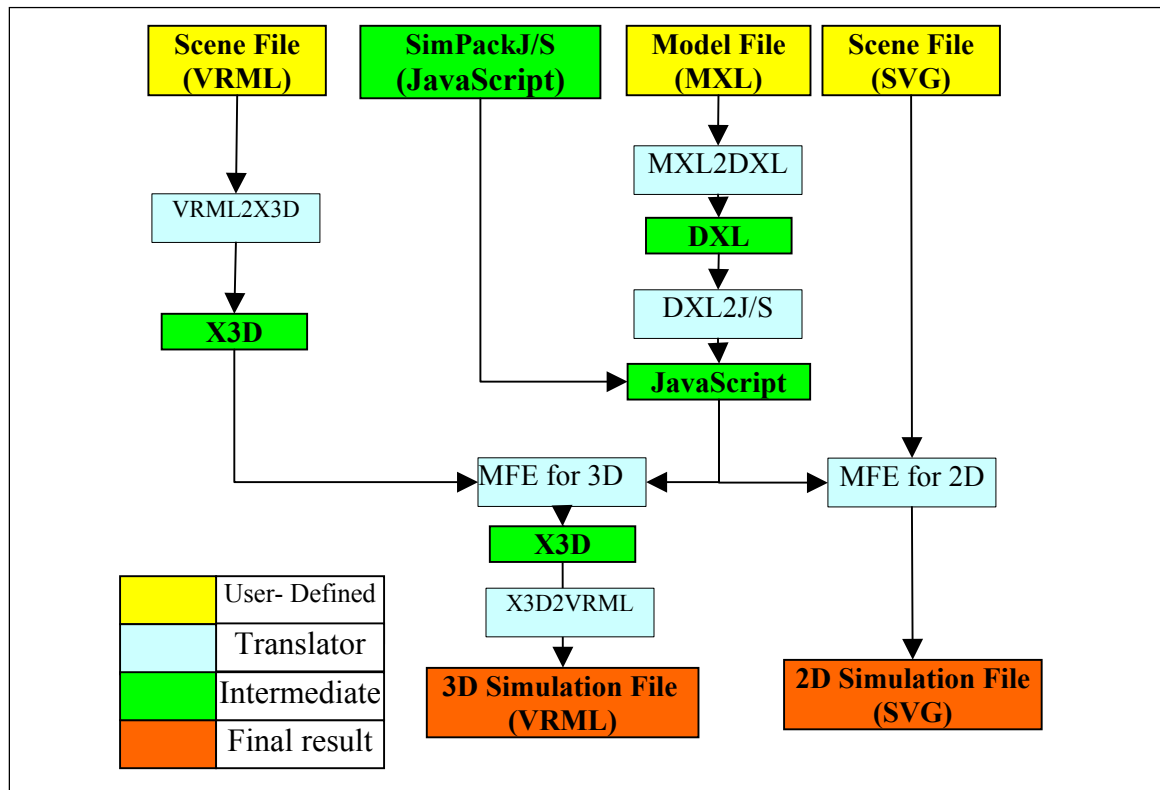 Scene File
(VRML)
SimPackJ/S
(JavaScript)
Model File
(MXL)
Scene File
(SVG)
MXL2DXL
VRML2X3D
DXL
DXL2J/S
X3D
JavaScript
MFE for 3D
MFE for 2D
X3D
X3D2VRML
3D Simulation File
(VRML)
2D Simulation File
(SVG)
User- Defined
Translator
Intermediate
Final result